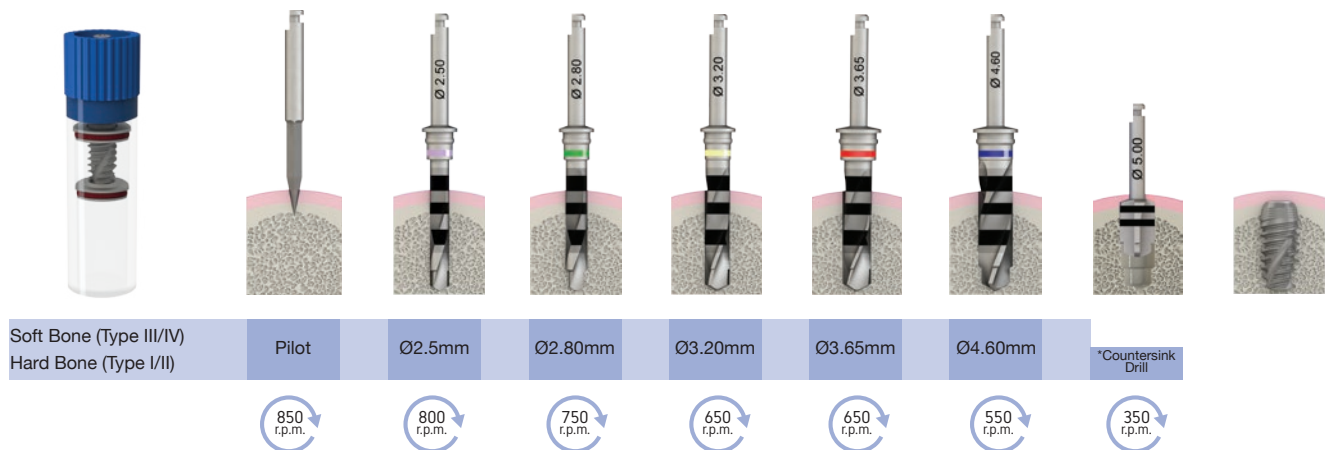 Ø 2.50
Ø 2.80
Ø 3.20
Ø 3.65
Ø 4.60
Ø 5.00
Soft Bone (Type III/IV)
Hard Bone (Type I/II)
Pilot
Ø2.5mm
Ø2.80mm
Ø3.20mm
Ø3.65mm
Ø4.60mm
*Countersink
Drill
850
r.p.m.
800
r.p.m.
750
r.p.m.
650
r.p.m.
650
r.p.m.
550
r.p.m.
350
r.p.m.